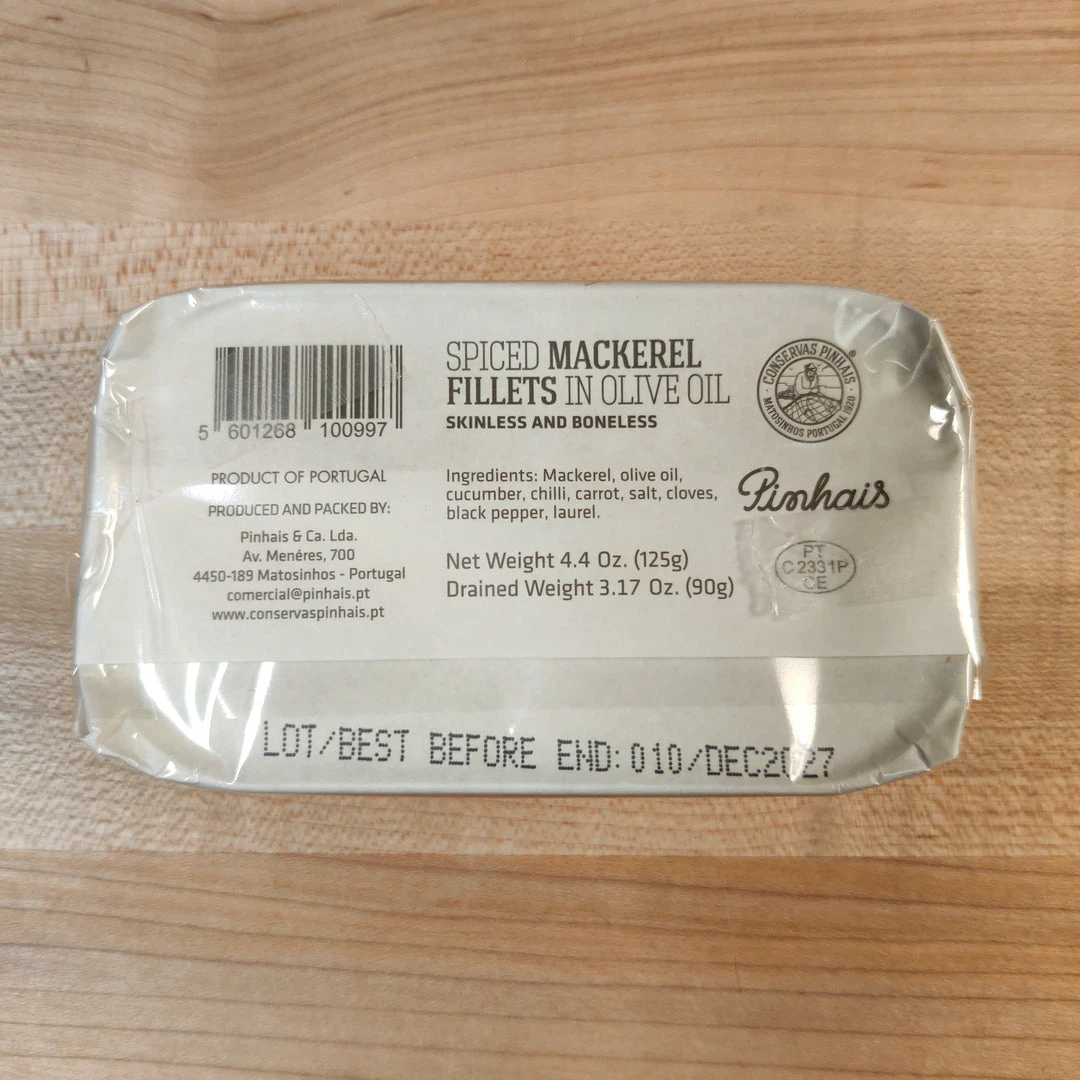 5 601268 100997
PRODUCT OF PORTUGAL
PRODUCED AND PACKED BY:
Pinhais & Ca. Lda.
Av. Menéres, 700
4450-189 Matosinhos - Portugal
comercial@pinhais.pt
www.conservaspinhais.pt
SPICED MACKEREL
FILLETS IN OLIVE OIL
SKINLESS AND BONELESS
Ingredients: Mackerel, olive oil,
cucumber, chilli, carrot, salt, cloves,
black pepper, laurel.
Net Weight 4.4 Oz. (125g)
Drained Weight 3.17 Oz. (90g)
CONSERVAS PINHAIS ®
MATOSINHOS PORTUGAL 1920
Pinhais
PT
C 2331P
CE
LOT/BEST BEFORE END: 010/DEC2027